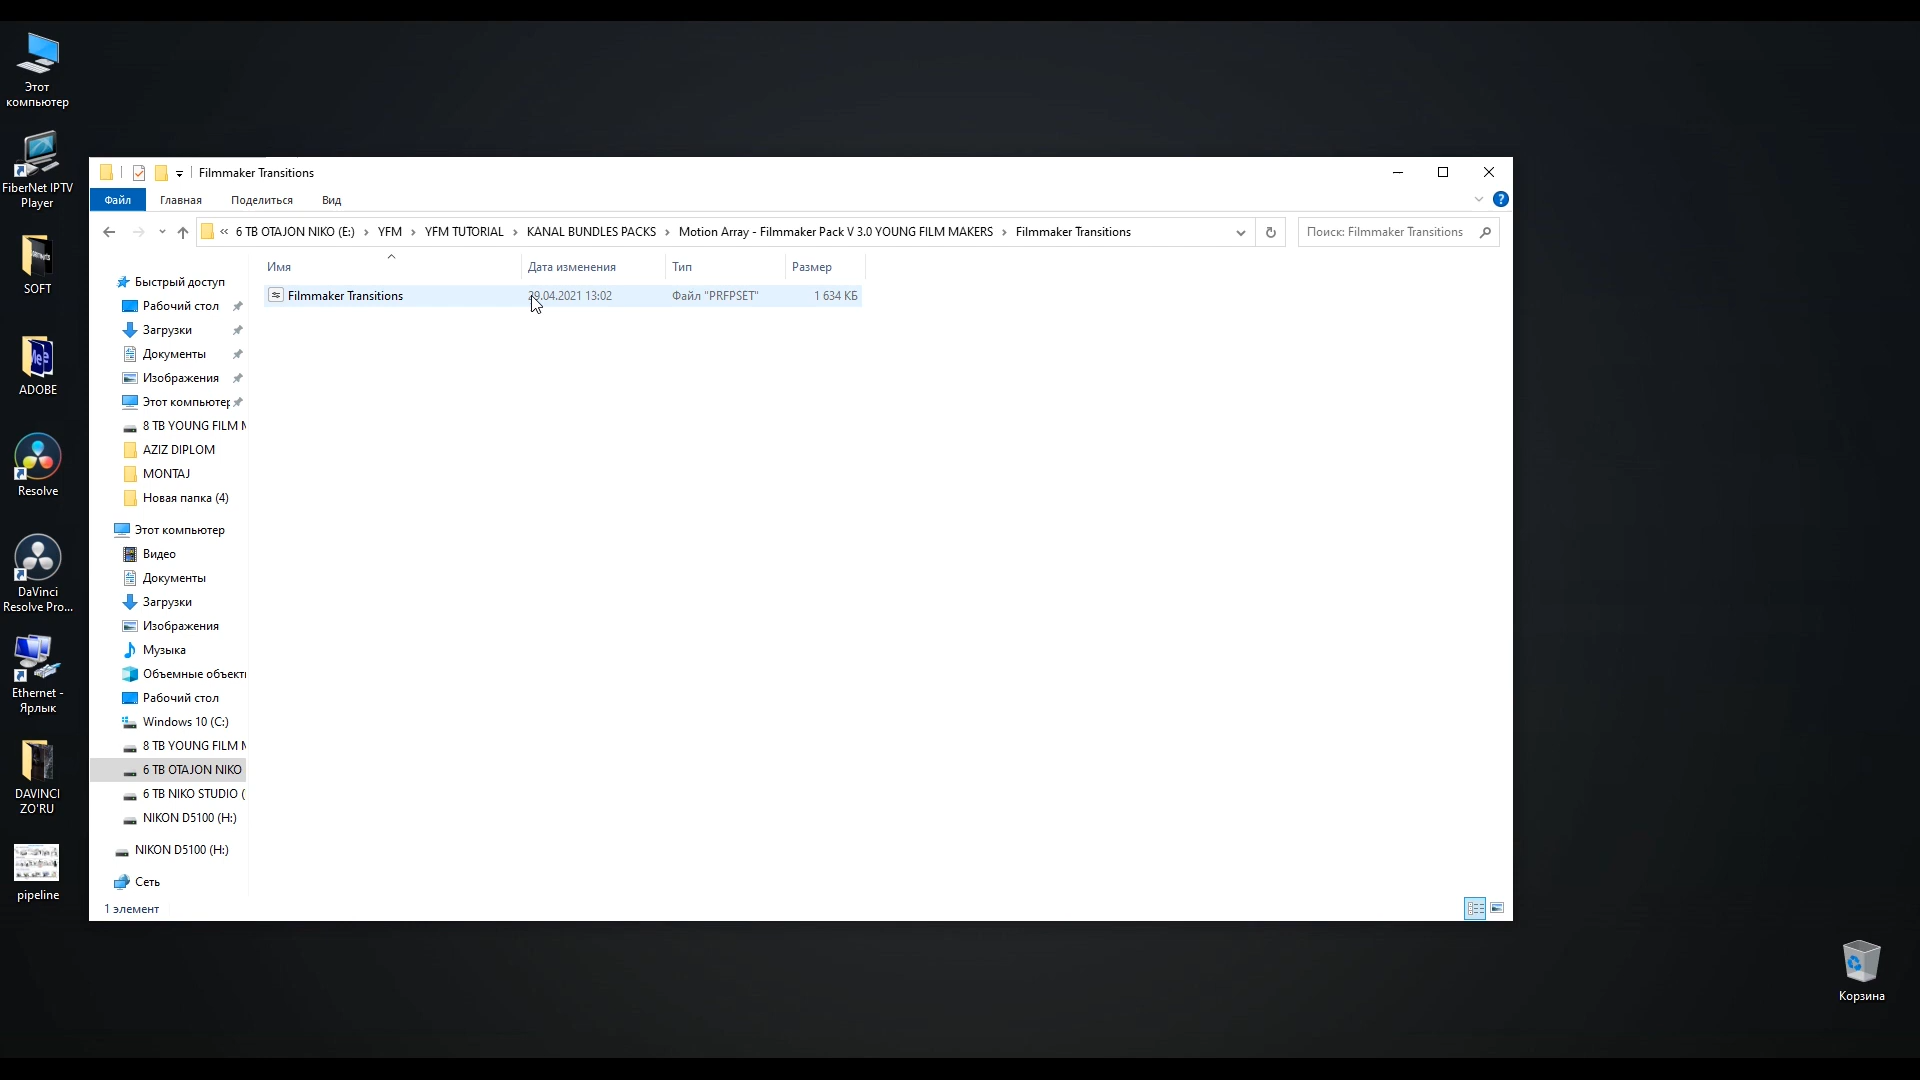 Этот
компьютер
FiberNet IPTV
Player
SOFT
ADOBE
Resolve
DaVinci
Resolve Pro...
Ethernet -
Ярлык
DAVINCI
ZO'RU
pipeline
Filmmaker Transitions
Файл Главная Поделиться Вид
« 6 TB OTAJON NIKO (E:) › YFM › YFM TUTORIAL › KANAL BUNDLES PACKS › Motion Array - Filmmaker Pack V 3.0 YOUNG FILM MAKERS › Filmmaker Transitions
Поиск: Filmmaker Transitions
Имя Дата изменения Тип Размер
Filmmaker Transitions 29.04.2021 13:02 Файл "PRFPSET" 1 634 КБ
Быстрый доступ
Рабочий стол
Загрузки
Документы
Изображения
Этот компьютер
8 TB YOUNG FILM M
AZIZ DIPLOM
MONTAJ
Новая папка (4)
Этот компьютер
Видео
Документы
Загрузки
Изображения
Музыка
Объемные объект
Рабочий стол
Windows 10 (C:)
8 TB YOUNG FILM M
6 TB OTAJON NIKO
6 TB NIKO STUDIO (
NIKON D5100 (H:)
NIKON D5100 (H:)
Сеть
1 элемент
Корзина